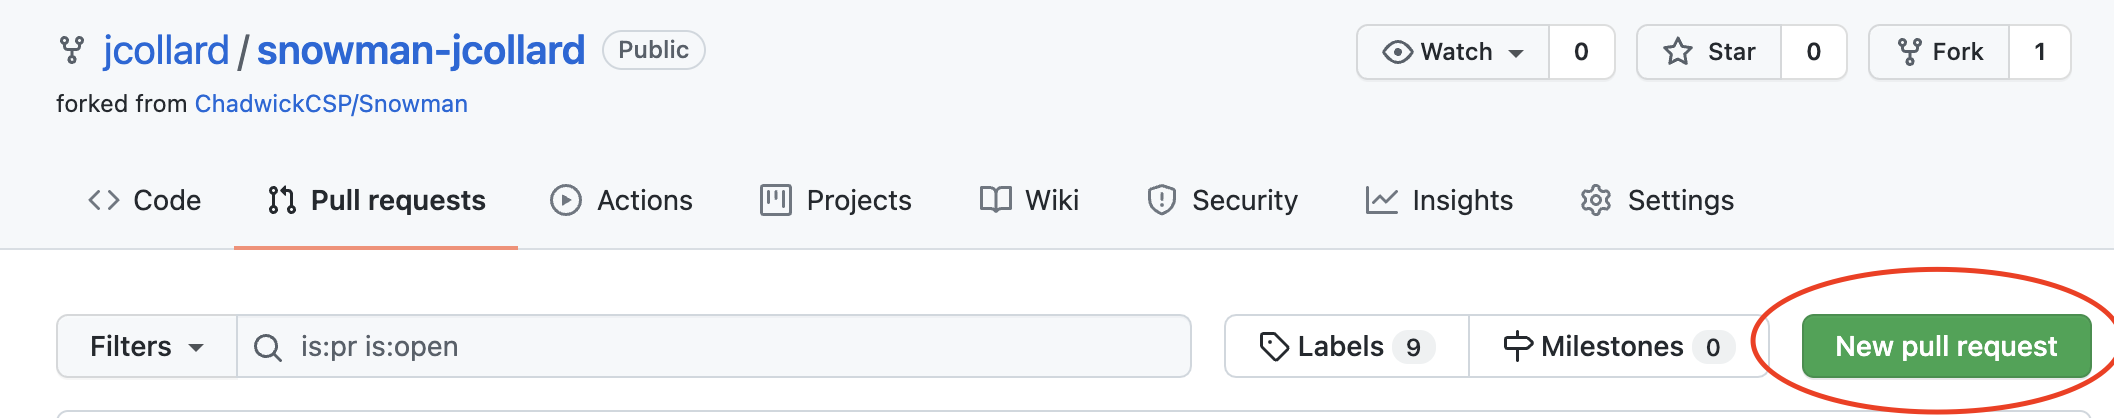 jcollard / snowman-jcollard Public Watch 0 Star 0 Fork 1
forked from ChadwickCSP/Snowman
Code Pull requests Actions Projects Wiki Security Insights Settings
Filters is:pr is:open Labels 9 Milestones 0 New pull request